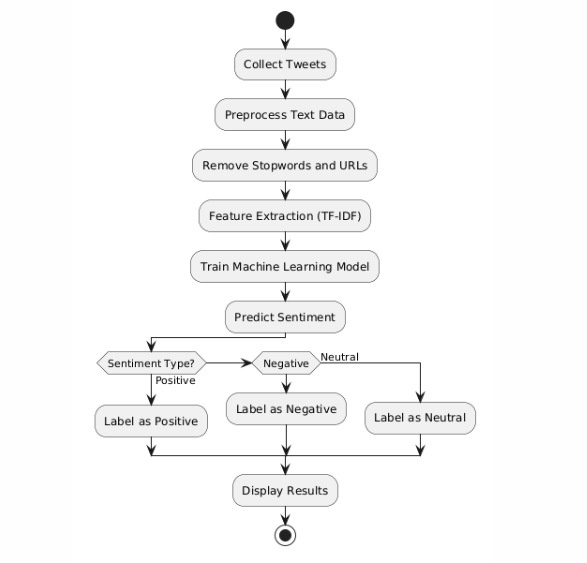 Collect Tweets
Preprocess Text Data
Remove Stopwords and URLs
Feature Extraction (TF-IDF)
Train Machine Learning Model
Predict Sentiment
Sentiment Type?
Negative
Neutral
Positive
Label as Positive
Label as Negative
Label as Neutral
Display Results